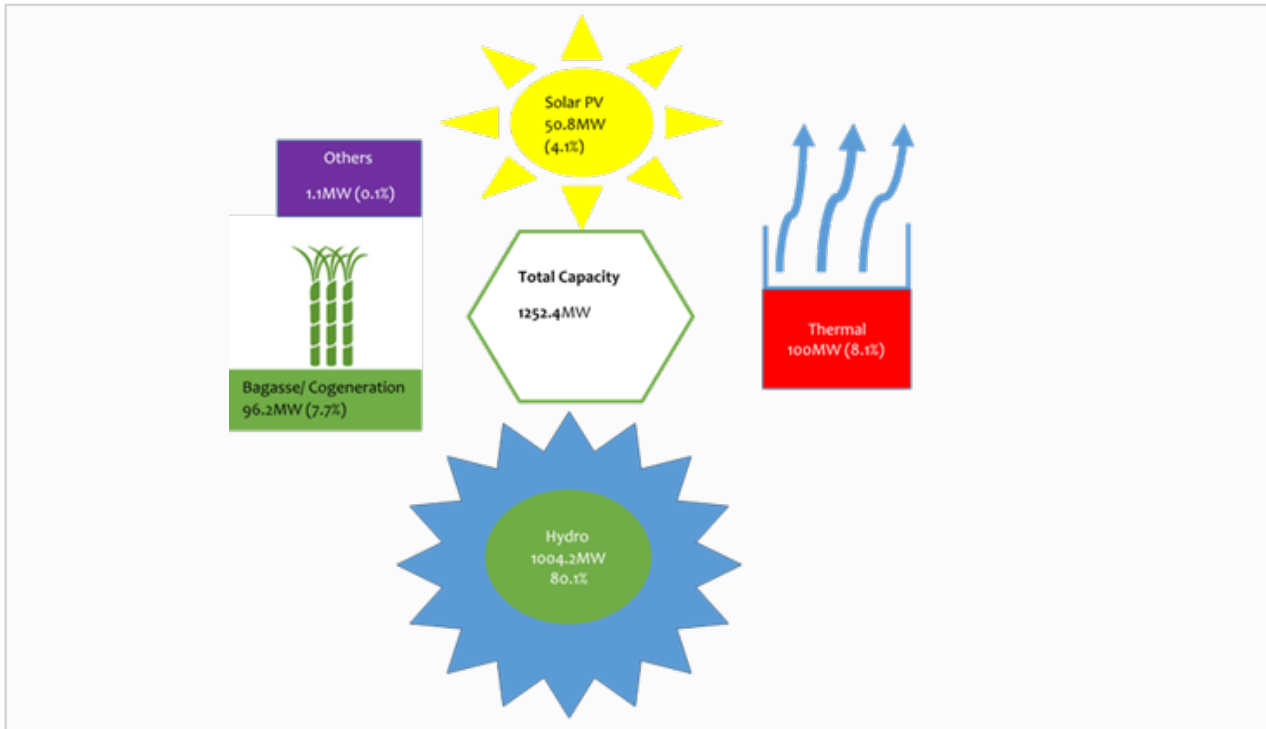 Solar PV
50.8MW
(4.1%)
Others
1.1MW (0.1%)
Total Capacity
1252.4MW
Thermal
100MW (8.1%)
Bagasse/ Cogeneration
96.2MW (7.7%)
Hydro
1004.2MW
80.1%